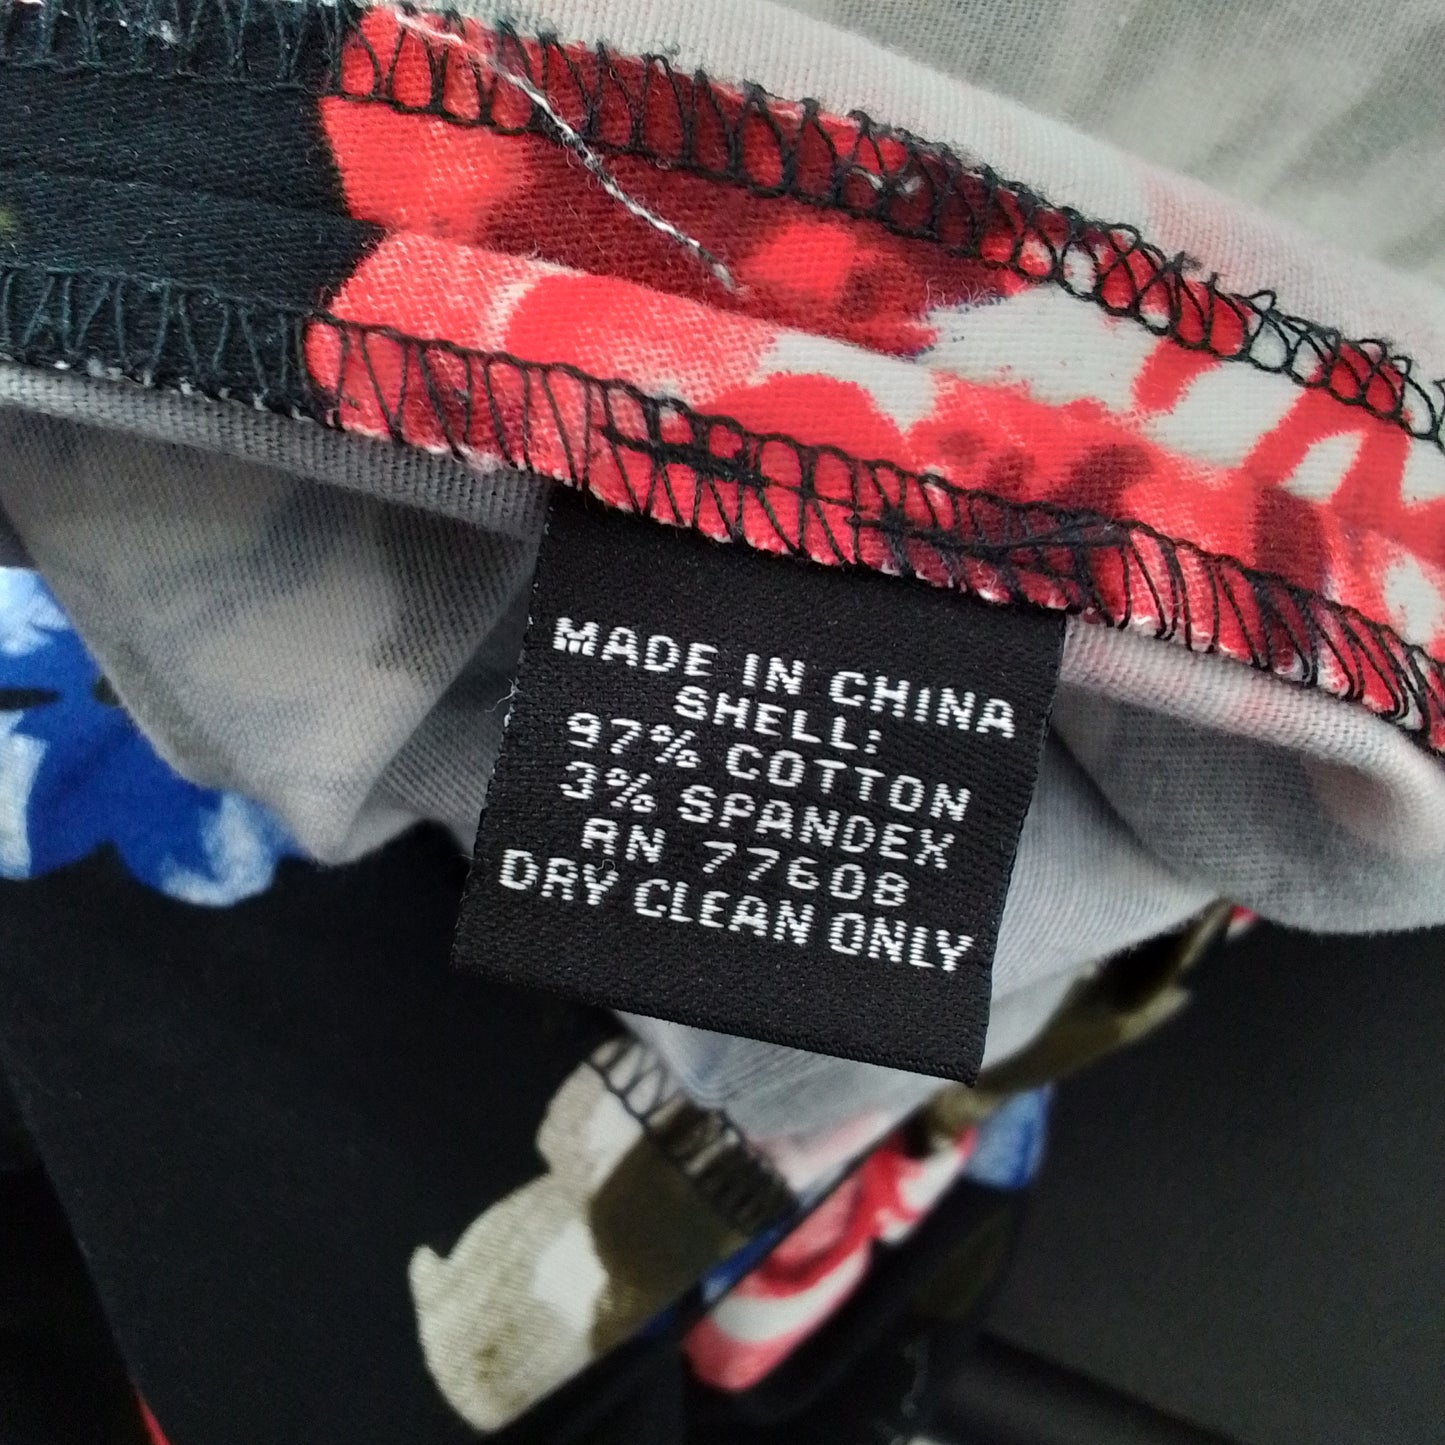 MADE IN CHINA
SHELL:
97% COTTON
3% SPANDEX
RN 77608
DRY CLEAN ONLY